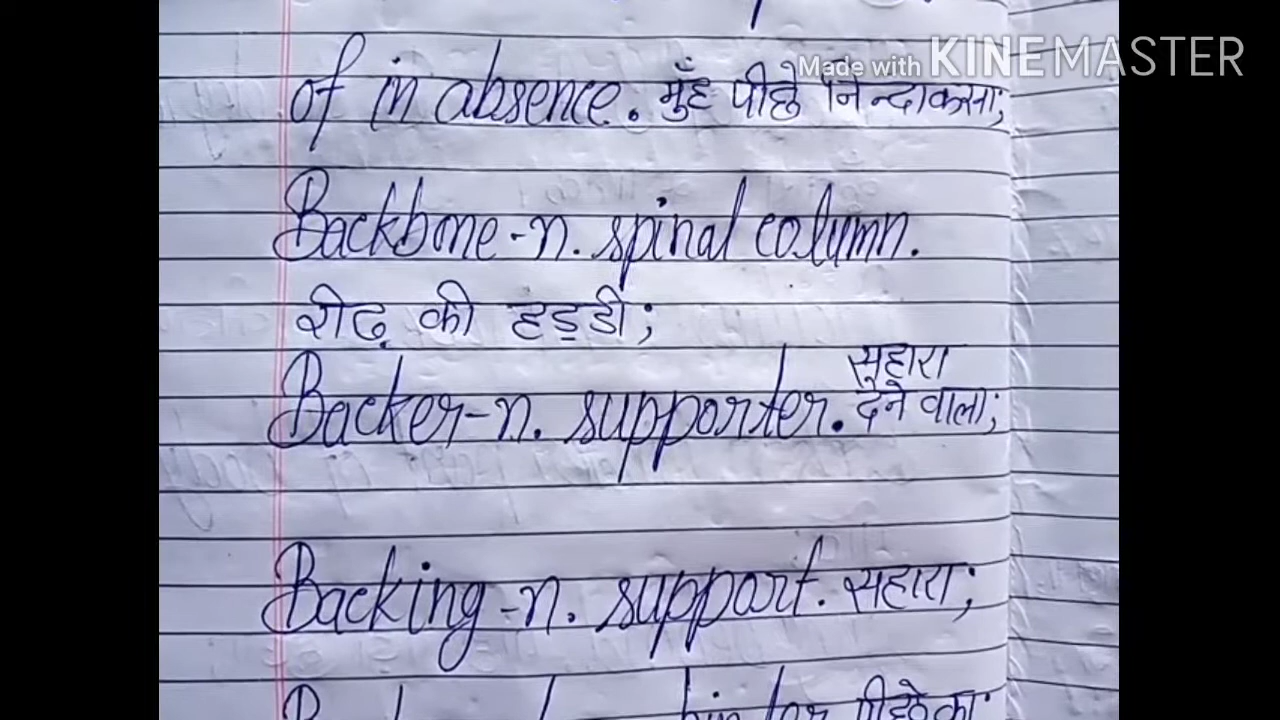 Made with KINEMASTER
of in absence. मुँह पीछे निन्दा करना;
Backbone-n. spinal column.
रीढ़ की हड्डी;
Backer-n. supporter. सहारा
देने वाला;
Backing-n. support. सहारा;